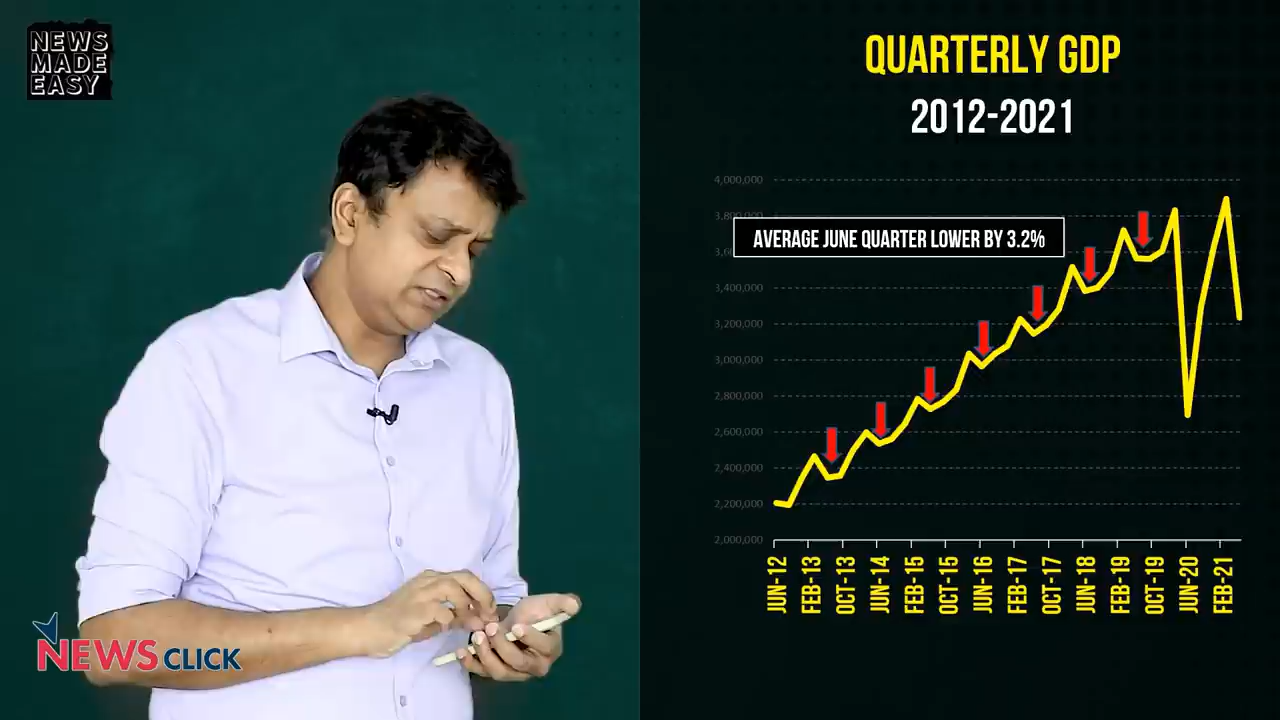 NEWS
MADE
EASY
QUARTERLY GDP
2012-2021
4,000,000
AVERAGE JUNE QUARTER LOWER BY 3.2%
3,400,000
3,200,000
3,000,000
2,800,000
2,600,000
2,400,000
2,200,000
2,000,000
JUN-12
FEB-13
OCT-13
JUN-14
FEB-15
OCT-15
JUN-16
FEB-17
OCT-17
JUN-18
FEB-19
OCT-19
JUN-20
FEB-21
NEWSCLICK